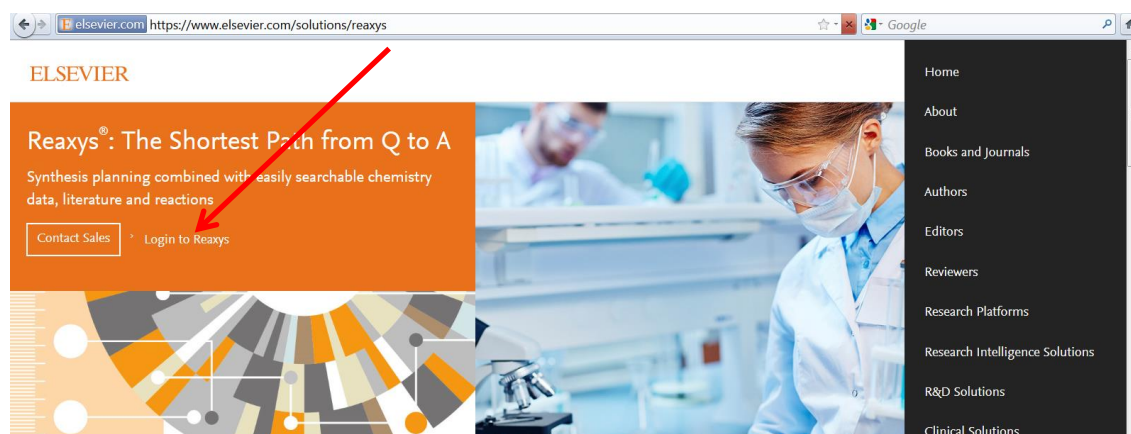 elsevier.com https://www.elsevier.com/solutions/reaxys
Google
ELSEVIER
Reaxys®: The Shortest Path from Q to A
Synthesis planning combined with easily searchable chemistry
data, literature and reactions
Contact Sales > Login to Reaxys
Home
About
Books and Journals
Authors
Editors
Reviewers
Research Platforms
Research Intelligence Solutions
R&D Solutions
Clinical Solutions